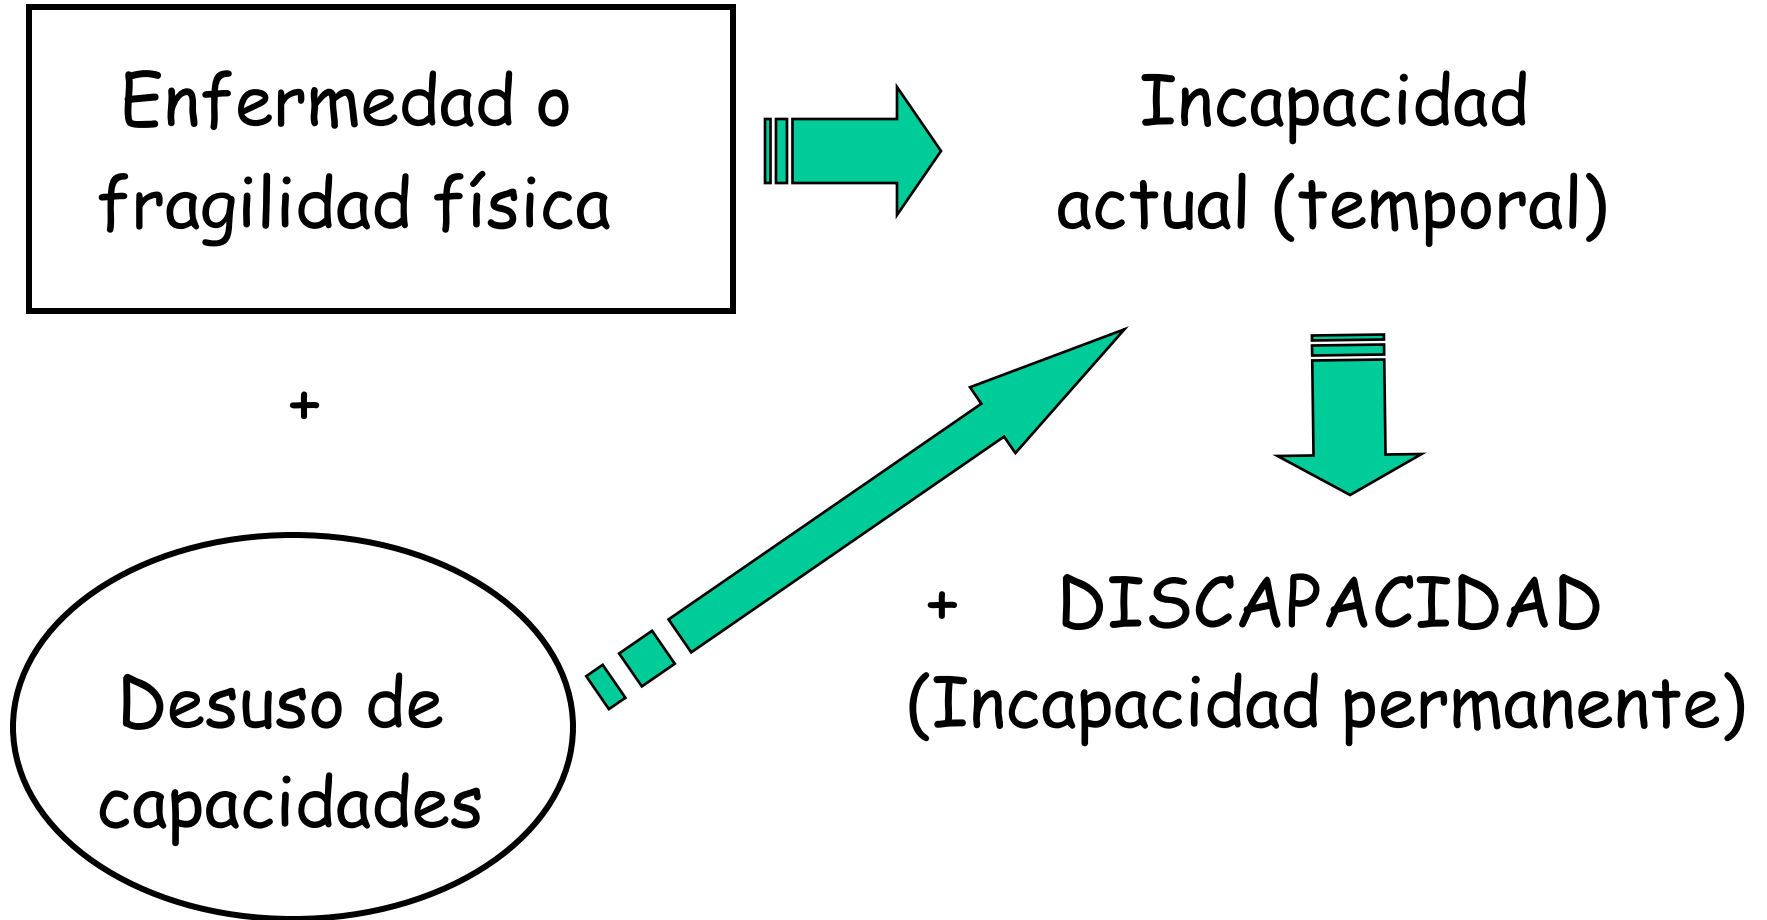 Enfermedad o
fragilidad física
Incapacidad
actual (temporal)
+
+ DISCAPACIDAD
(Incapacidad permanente)
Desuso de
capacidades